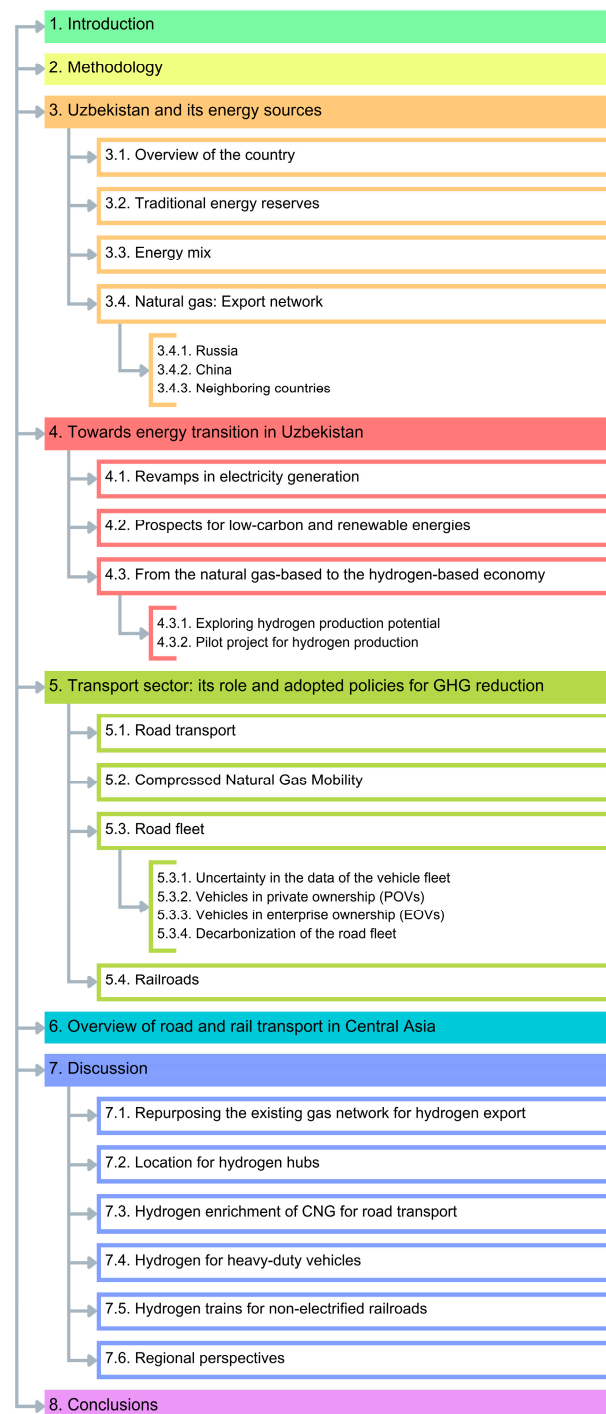 1. Introduction
2. Methodology
3. Uzbekistan and its energy sources
3.1. Overview of the country
3.2. Traditional energy reserves
3.3. Energy mix
3.4. Natural gas: Export network
3.4.1. Russia
3.4.2. China
3.4.3. Neighboring countries
4. Towards energy transition in Uzbekistan
4.1. Revamps in electricity generation
4.2. Prospects for low-carbon and renewable energies
4.3. From the natural gas-based to the hydrogen-based economy
4.3.1. Exploring hydrogen production potential
4.3.2. Pilot project for hydrogen production
5. Transport sector: its role and adopted policies for GHG reduction
5.1. Road transport
5.2. Compressed Natural Gas Mobility
5.3. Road fleet
5.3.1. Uncertainty in the data of the vehicle fleet
5.3.2. Vehicles in private ownership (POVs)
5.3.3. Vehicles in enterprise ownership (EOVs)
5.3.4. Decarbonization of the road fleet
5.4. Railroads
6. Overview of road and rail transport in Central Asia
7. Discussion
7.1. Repurposing the existing gas network for hydrogen export
7.2. Location for hydrogen hubs
7.3. Hydrogen enrichment of CNG for road transport
7.4. Hydrogen for heavy-duty vehicles
7.5. Hydrogen trains for non-electrified railroads
7.6. Regional perspectives
8. Conclusions